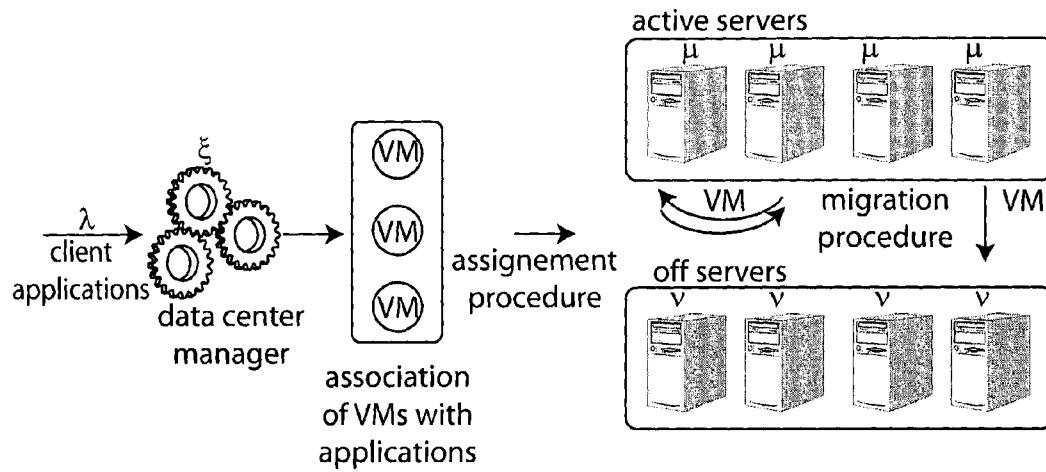 active servers
μ μ μ μ
ξ
VM
VM
VM
λ
client
applications
data center
manager
association
of VMs with
applications
assignement
procedure
VM
migration
procedure
VM
off servers
ν ν ν ν